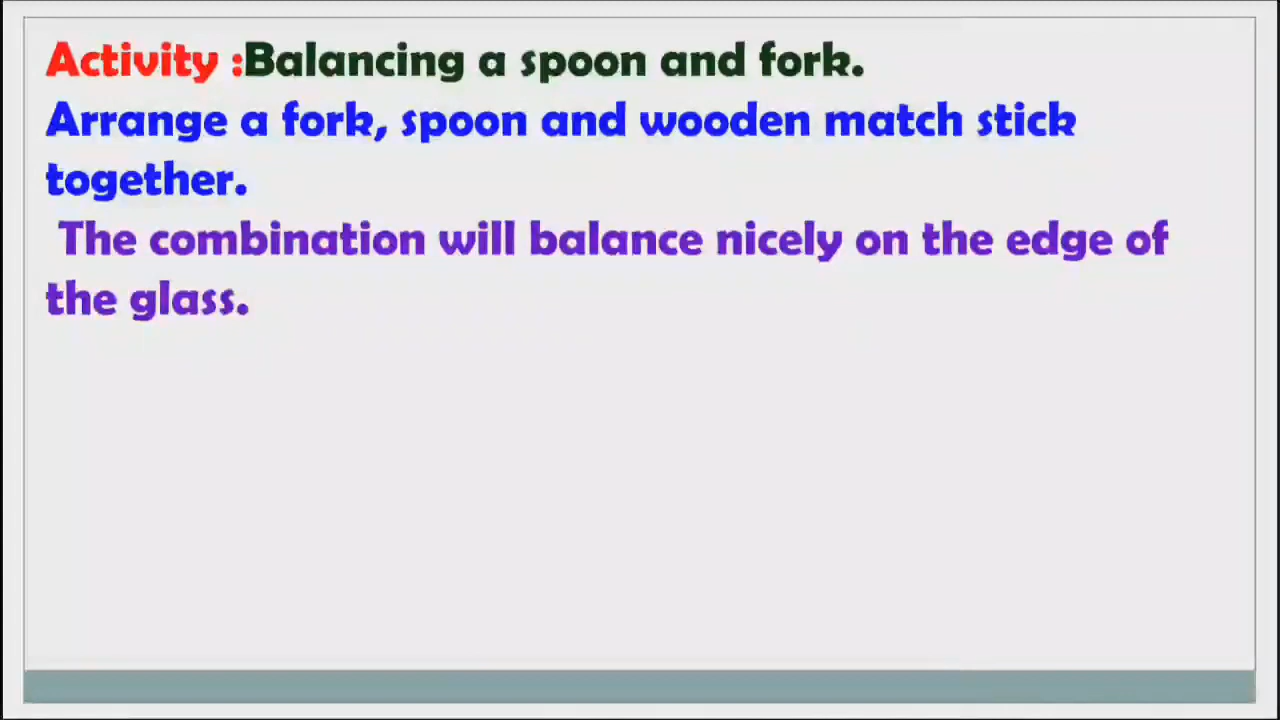 Activity :Balancing a spoon and fork.
Arrange a fork, spoon and wooden match stick
together.
The combination will balance nicely on the edge of
the glass.